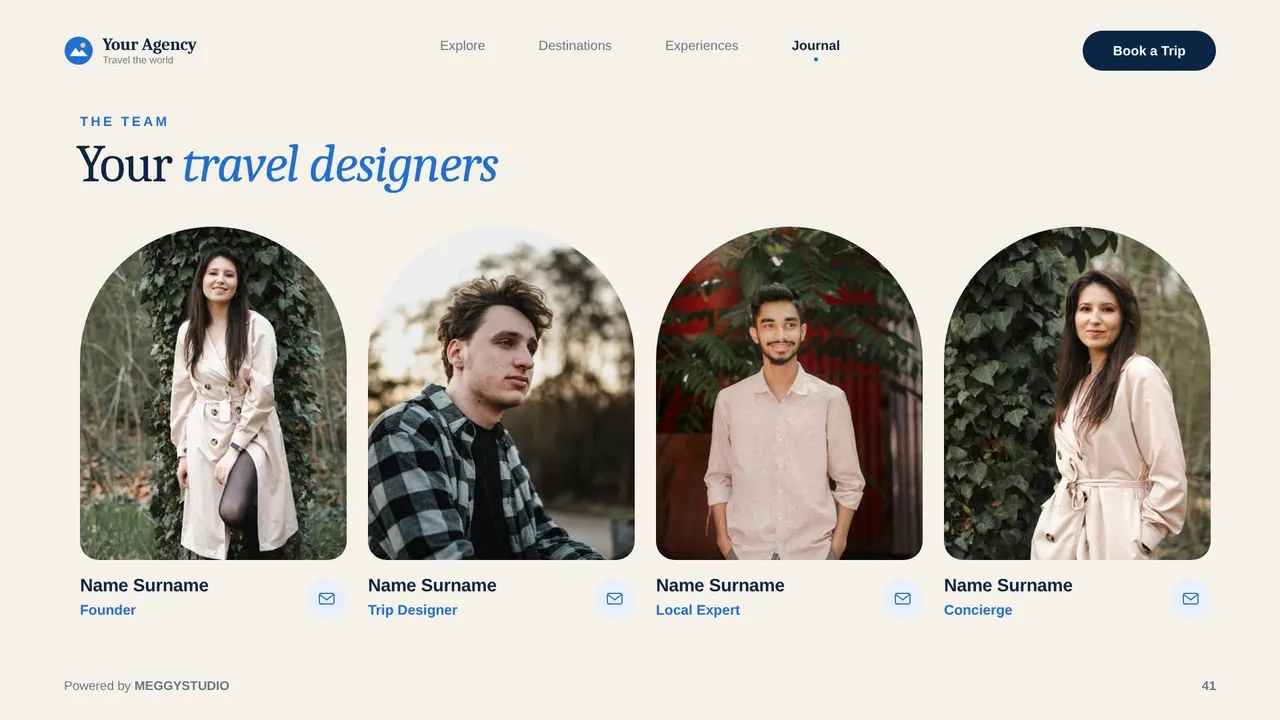 Your Agency
Travel the world
Explore
Destinations
Experiences
Journal
Book a Trip
THE TEAM
Your travel designers
Name Surname
Founder
Name Surname
Trip Designer
Name Surname
Local Expert
Name Surname
Concierge
Powered by MEGGYSTUDIO
41